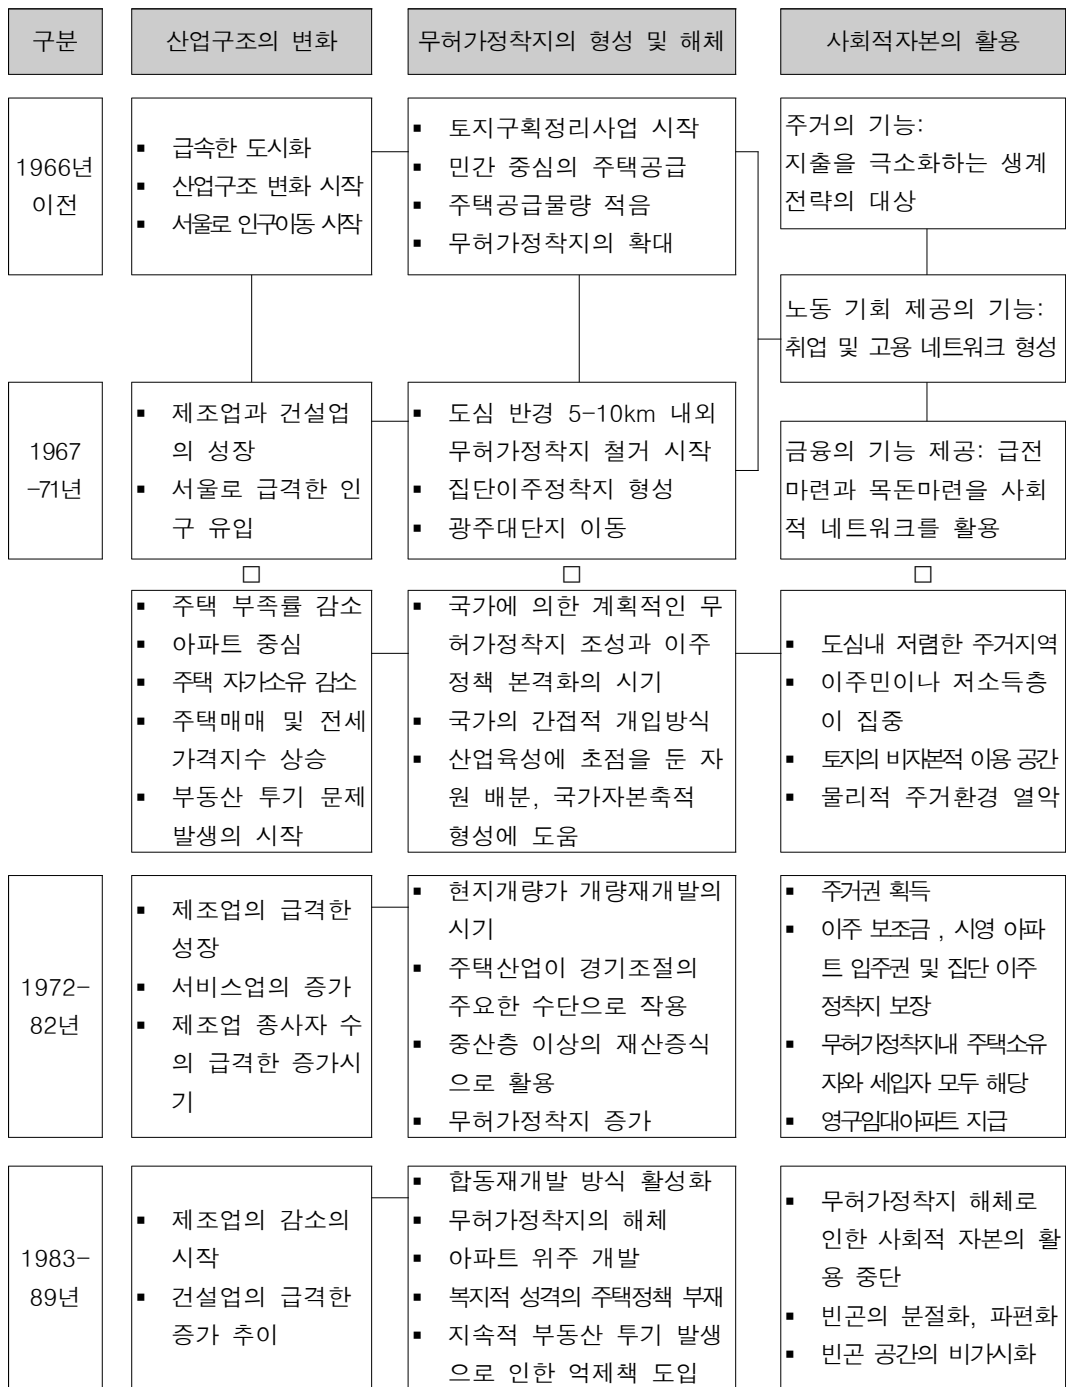 구분
산업구조의 변화
무허가정착지의 형성 및 해체
사회적자본의 활용
1966년
이전
▪ 급속한 도시화
▪ 산업구조 변화 시작
▪ 서울로 인구이동 시작
▪ 토지구획정리사업 시작
▪ 민간 중심의 주택공급
▪ 주택공급물량 적음
▪ 무허가정착지의 확대
주거의 기능:
지출을 극소화하는 생계
전략의 대상
노동 기회 제공의 기능:
취업 및 고용 네트워크 형성
1967
-71년
▪ 제조업과 건설업
의 성장
▪ 서울로 급격한 인
구 유입
▪ 도심 반경 5-10km 내외
무허가정착지 철거 시작
▪ 집단이주정착지 형성
▪ 광주대단지 이동
금융의 기능 제공: 급전
마련과 목돈마련을 사회
적 네트워크를 활용
□ □ □
▪ 주택 부족률 감소
▪ 아파트 중심
▪ 주택 자가소유 감소
▪ 주택매매 및 전세
가격지수 상승
▪ 부동산 투기 문제
발생의 시작
▪ 국가에 의한 계획적인 무
허가정착지 조성과 이주
정책 본격화의 시기
▪ 국가의 간접적 개입방식
▪ 산업육성에 초점을 둔 자
원 배분, 국가자본축적
형성에 도움
▪ 도심내 저렴한 주거지역
▪ 이주민이나 저소득층
이 집중
▪ 토지의 비자본적 이용 공간
▪ 물리적 주거환경 열악
1972-
82년
▪ 제조업의 급격한
성장
▪ 서비스업의 증가
▪ 제조업 종사자 수
의 급격한 증가시
기
▪ 현지개량가 개량재개발의
시기
▪ 주택산업이 경기조절의
주요한 수단으로 작용
▪ 중산층 이상의 재산증식
으로 활용
▪ 무허가정착지 증가
▪ 주거권 획득
▪ 이주 보조금 , 시영 아파
트 입주권 및 집단 이주
정착지 보장
▪ 무허가정착지내 주택소유
자와 세입자 모두 해당
▪ 영구임대아파트 지급
1983-
89년
▪ 제조업의 감소의
시작
▪ 건설업의 급격한
증가 추이
▪ 합동재개발 방식 활성화
▪ 무허가정착지의 해체
▪ 아파트 위주 개발
▪ 복지적 성격의 주택정책 부재
▪ 지속적 부동산 투기 발생
으로 인한 억제책 도입
▪ 무허가정착지 해체로
인한 사회적 자본의 활
용 중단
▪ 빈곤의 분절화, 파편화
▪ 빈곤 공간의 비가시화